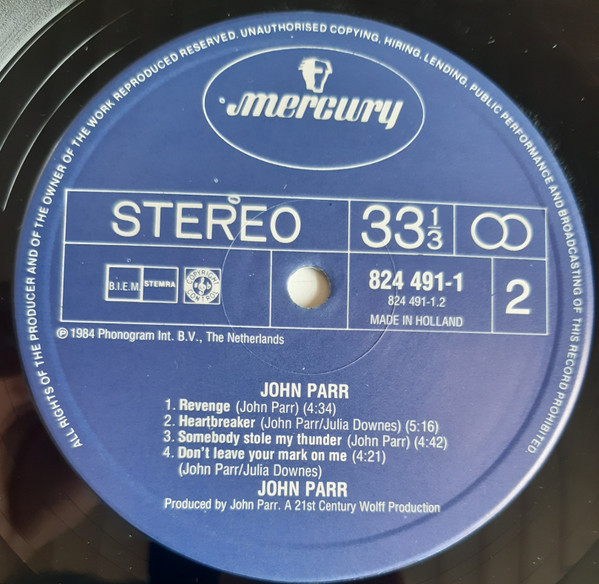 ALL RIGHTS OF THE PRODUCER AND OF THE OWNER OF THE WORK REPRODUCED RESERVED. UNAUTHORISED COPYING, HIRING, LENDING, PUBLIC PERFORMANCE AND BROADCASTING OF THIS RECORD PROHIBITED.
mercury
STEREO 33 1/3
B.I.E.M. STEMRA COPYRIGHT CONTROL
824 491-1
824 491-1.2
MADE IN HOLLAND
2
℗ 1984 Phonogram Int. B.V., The Netherlands
JOHN PARR
1. Revenge (John Parr) (4:34)
2. Heartbreaker (John Parr/Julia Downes) (5:16)
3. Somebody stole my thunder (John Parr) (4:42)
4. Don't leave your mark on me (4:21)
(John Parr/Julia Downes)
JOHN PARR
Produced by John Parr. A 21st Century Wolff Production